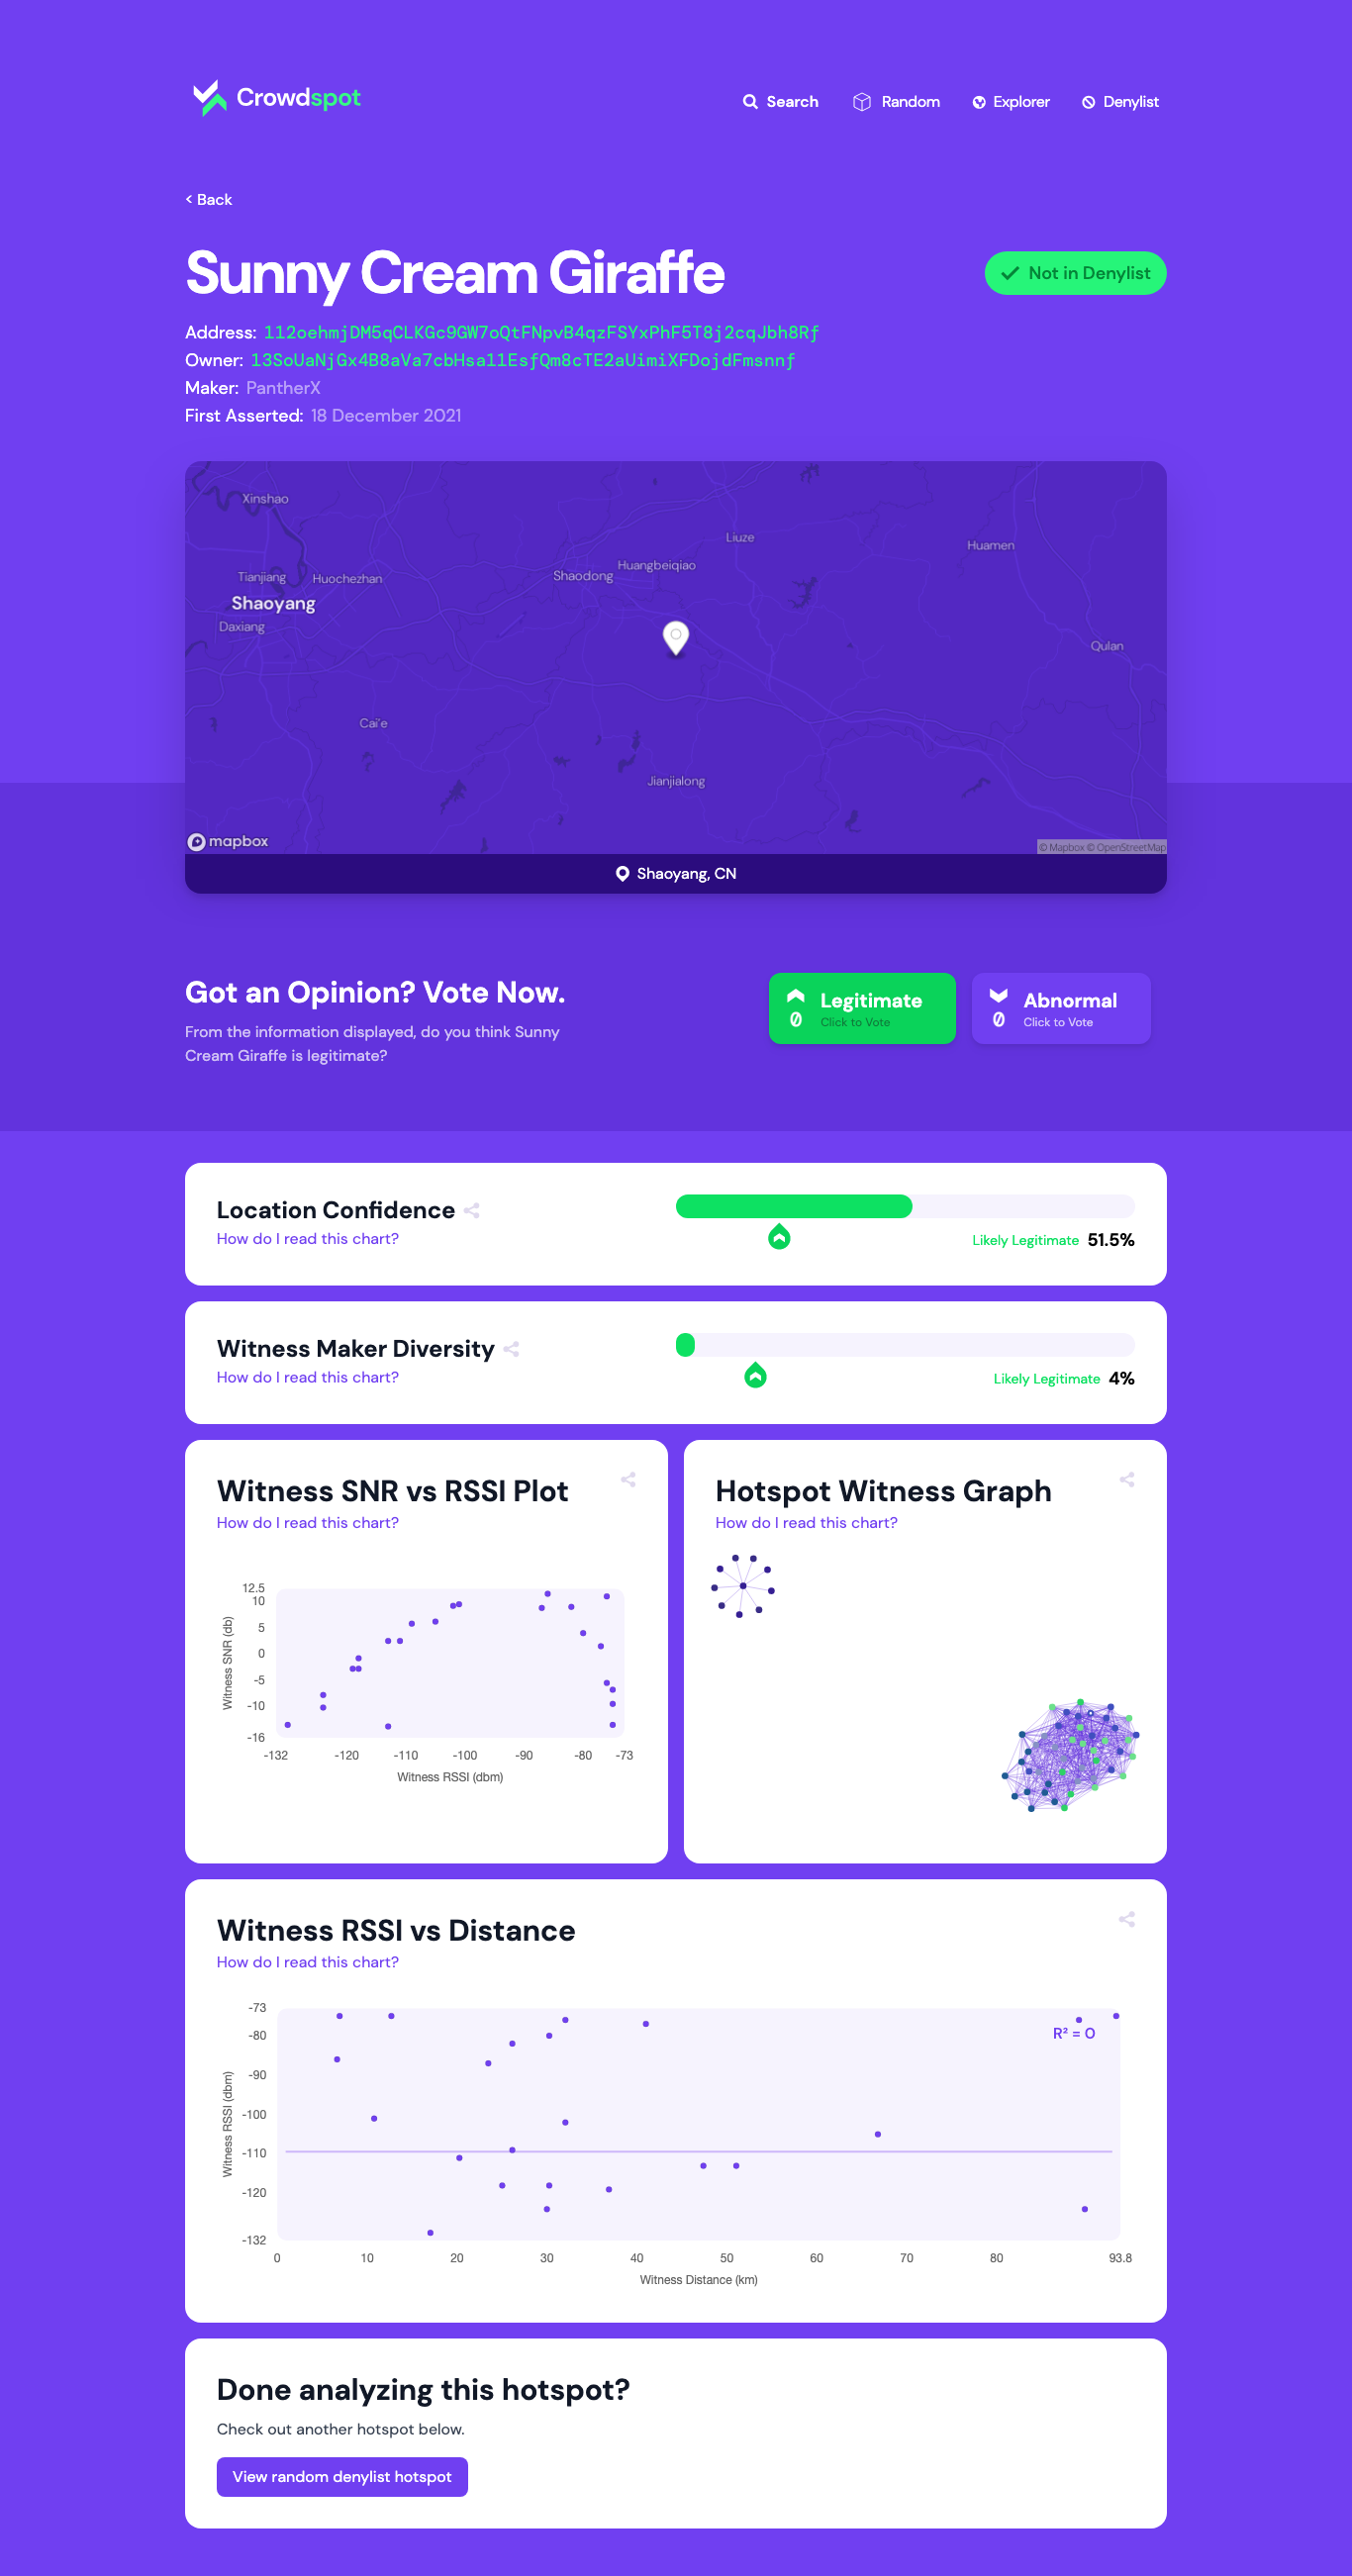 Crowdspot
Search Random Explorer Denylist
< Back
Sunny Cream Giraffe
Not in Denylist
Address: 112oehmjDM5qCLKGc9GW7oQtFNpvB4qzFSYxPhF5T8j2cqJbh8Rf
Owner: 13SoUaNjGx4B8aVa7cbHsa11EsfQm8cTE2aUimiXFDojdFmsnnf
Maker: PantherX
First Asserted: 18 December 2021
Xinshao
Liuze
Huamen
Huangbeiqiao
Tianjiang
Huochezhan
Shaodong
Shaoyang
Daxiang
Qulan
Cai'e
Jianjialong
mapbox
© Mapbox © OpenStreetMap
Shaoyang, CN
Got an Opinion? Vote Now.
From the information displayed, do you think Sunny
Cream Giraffe is legitimate?
Legitimate
0
Click to Vote
Abnormal
0
Click to Vote
Location Confidence
How do I read this chart?
Likely Legitimate 51.5%
Witness Maker Diversity
How do I read this chart?
Likely Legitimate 4%
Witness SNR vs RSSI Plot
How do I read this chart?
Witness SNR (db)
12.5
10
5
0
-5
-10
-16
-132 -120 -110 -100 -90 -80 -73
Witness RSSI (dbm)
Hotspot Witness Graph
How do I read this chart?
Witness RSSI vs Distance
How do I read this chart?
Witness RSSI (dbm)
-73
-80
-90
-100
-110
-120
-132
R² = 0
0 10 20 30 40 50 60 70 80 93.8
Witness Distance (km)
Done analyzing this hotspot?
Check out another hotspot below.
View random denylist hotspot